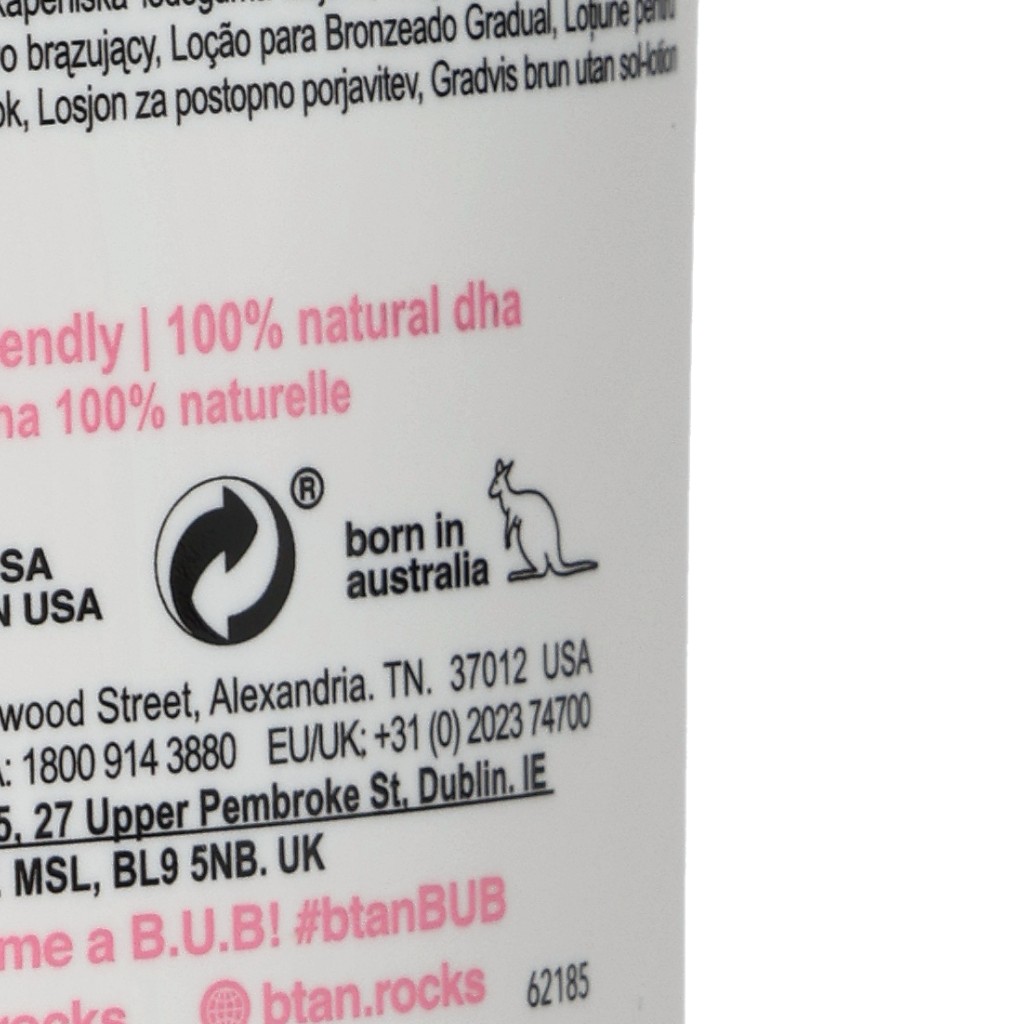 o brązujący, Loção para Bronzeado Gradual, Loțiune pentru
ok, Losjon za postopno porjavitev, Gradvis brun utan sol-lotion
endly | 100% natural dha
ha 100% naturelle
®
born in
australia
SA
N USA
wood Street, Alexandria. TN. 37012 USA
A: 1800 914 3880 EU/UK: +31 (0) 2023 74700
5, 27 Upper Pembroke St, Dublin. IE
. MSL, BL9 5NB. UK
me a B.U.B! #btanBUB
rocks btan.rocks 62185